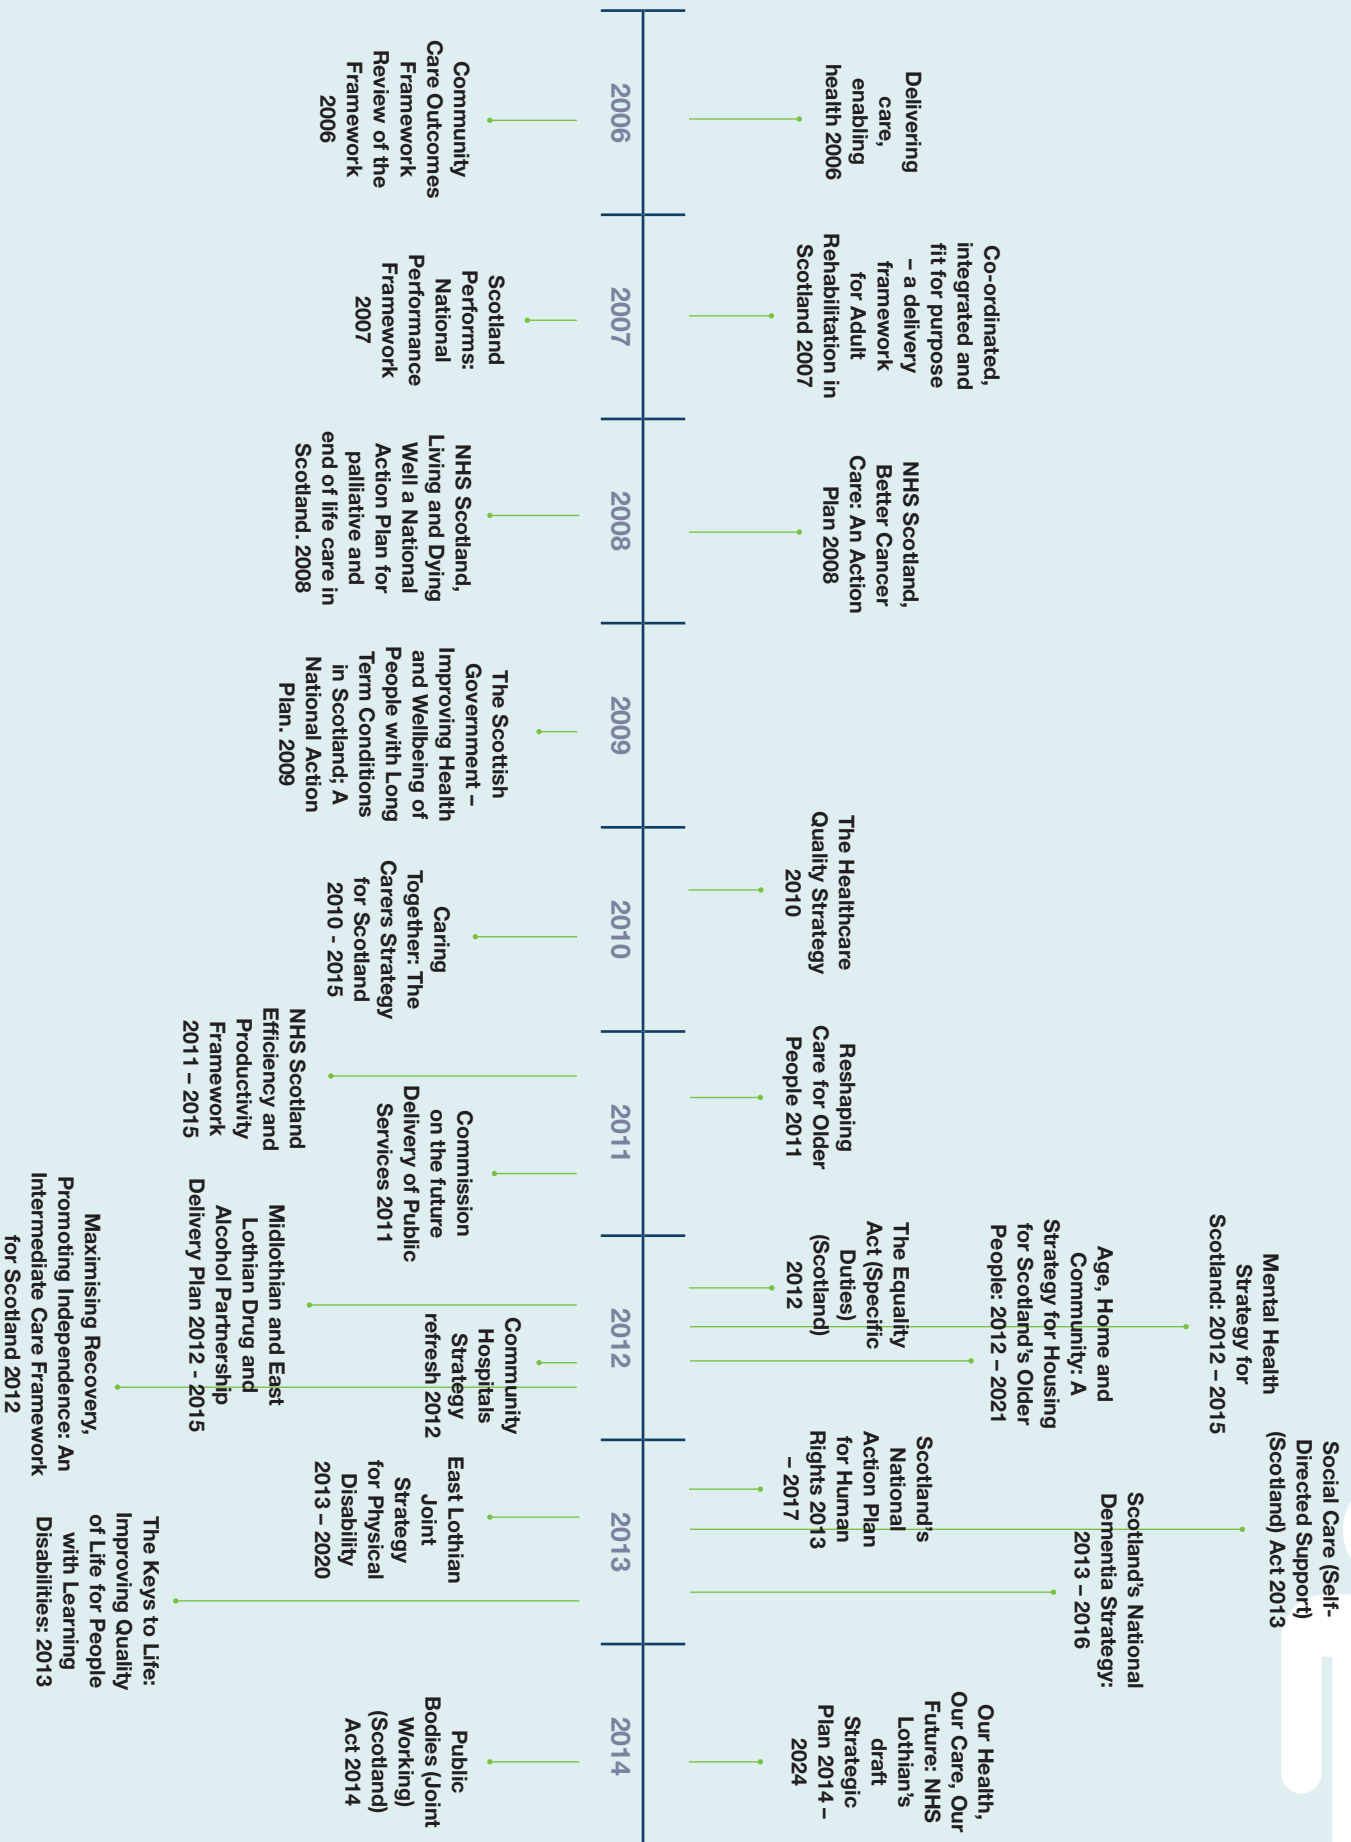 Delivering
care,
enabling
health 2006
Co-ordinated,
integrated and
fit for purpose
– a delivery
framework
for Adult
Rehabilitation in
Scotland 2007
NHS Scotland,
Better Cancer
Care: An Action
Plan 2008
The Healthcare
Quality Strategy
2010
Reshaping
Care for Older
People 2011
Mental Health
Strategy for
Scotland: 2012 – 2015
Age, Home and
Community: A
Strategy for Housing
for Scotland's Older
People: 2012 – 2021
The Equality
Act (Specific
Duties)
(Scotland)
2012
Social Care (Self-
Directed Support)
(Scotland) Act 2013
Scotland's National
Dementia Strategy:
2013 – 2016
Scotland's
National
Action Plan
for Human
Rights 2013
– 2017
Our Health,
Our Care, Our
Future: NHS
Lothian's
draft
Strategic
Plan 2014 –
2024
2006
2007
2008
2009
2010
2011
2012
2013
2014
Community
Care Outcomes
Framework
Review of the
Framework
2006
Scotland
Performs:
National
Performance
Framework
2007
NHS Scotland,
Living and Dying
Well a National
Action Plan for
palliative and
end of life care in
Scotland. 2008
The Scottish
Government –
Improving Health
and Wellbeing of
People with Long
Term Conditions
in Scotland; A
National Action
Plan. 2009
Caring
Together: The
Carers Strategy
for Scotland
2010 - 2015
NHS Scotland
Efficiency and
Productivity
Framework
2011 – 2015
Commission
on the future
Delivery of Public
Services 2011
Midlothian and East
Lothian Drug and
Alcohol Partnership
Delivery Plan 2012 - 2015
Community
Hospitals
Strategy
refresh 2012
Maximising Recovery,
Promoting Independence: An
Intermediate Care Framework
for Scotland 2012
East Lothian
Joint
Strategy
for Physical
Disability
2013 – 2020
The Keys to Life:
Improving Quality
of Life for People
with Learning
Disabilities: 2013
Public
Bodies (Joint
Working)
(Scotland)
Act 2014